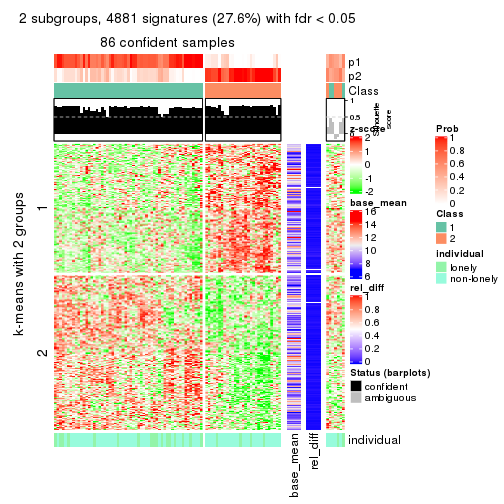 2 subgroups, 4881 signatures (27.6%) with fdr < 0.05
86 confident samples
p1
p2
Class
1
0.5
0
Silhouette
score
k-means with 2 groups
1
2
z-score
2
1
0
-1
-2
base_mean
16
14
12
10
8
6
rel_diff
1
0.8
0.6
0.4
0.2
0
Status (barplots)
confident
ambiguous
Prob
1
0.8
0.6
0.4
0.2
0
Class
1
2
individual
lonely
non-lonely
individual
base_mean
rel_diff